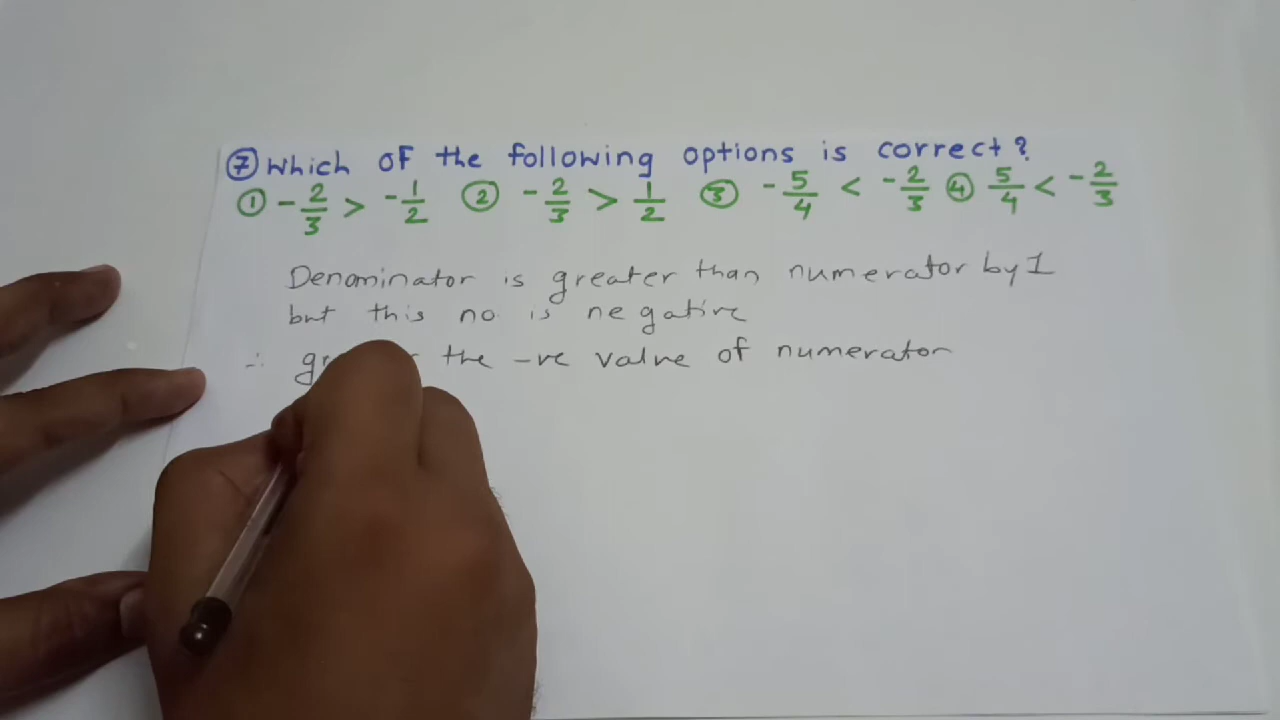 ⑦ Which of the following options is correct?
① -2/3 > -1/2 ② -2/3 > 1/2 ③ -5/4 < -2/3 ④ 5/4 < -2/3
Denominator is greater than numerator by 1
but this no is negative
∴ the -ve value of numerator